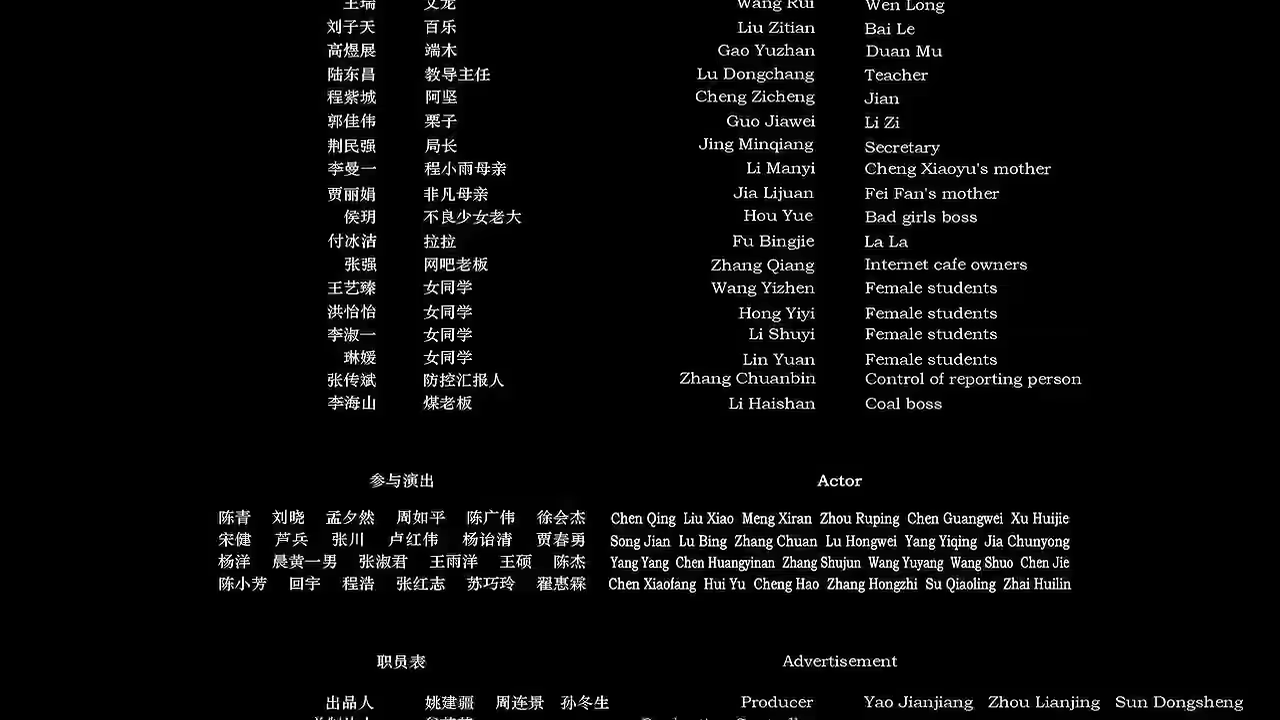 王瑞 文龙 Wang Rui Wen Long
刘子天 百乐 Liu Zitian Bai Le
高煜展 端木 Gao Yuzhan Duan Mu
陆东昌 教导主任 Lu Dongchang Teacher
程紫城 阿坚 Cheng Zicheng Jian
郭佳伟 栗子 Guo Jiawei Li Zi
荆民强 局长 Jing Minqiang Secretary
李曼一 程小雨母亲 Li Manyi Cheng Xiaoyu's mother
贾丽娟 非凡母亲 Jia Lijuan Fei Fan's mother
侯玥 不良少女老大 Hou Yue Bad girls boss
付冰洁 拉拉 Fu Bingjie La La
张强 网吧老板 Zhang Qiang Internet cafe owners
王艺臻 女同学 Wang Yizhen Female students
洪怡怡 女同学 Hong Yiyi Female students
李淑一 女同学 Li Shuyi Female students
琳媛 女同学 Lin Yuan Female students
张传斌 防控汇报人 Zhang Chuanbin Control of reporting person
李海山 煤老板 Li Haishan Coal boss
参与演出 Actor
陈青 刘晓 孟夕然 周如平 陈广伟 徐会杰 Chen Qing Liu Xiao Meng Xiran Zhou Ruping Chen Guangwei Xu Huijie
宋健 芦兵 张川 卢红伟 杨诒清 贾春勇 Song Jian Lu Bing Zhang Chuan Lu Hongwei Yang Yiqing Jia Chunyong
杨洋 晨黄一男 张淑君 王雨洋 王硕 陈杰 Yang Yang Chen Huangyinan Zhang Shujun Wang Yuyang Wang Shuo Chen Jie
陈小芳 回宇 程浩 张红志 苏巧玲 翟惠霖 Chen Xiaofang Hui Yu Cheng Hao Zhang Hongzhi Su Qiaoling Zhai Huilin
职员表 Advertisement
出品人 姚建疆 周连景 孙冬生 Producer Yao Jianjiang Zhou Lianjing Sun Dongsheng